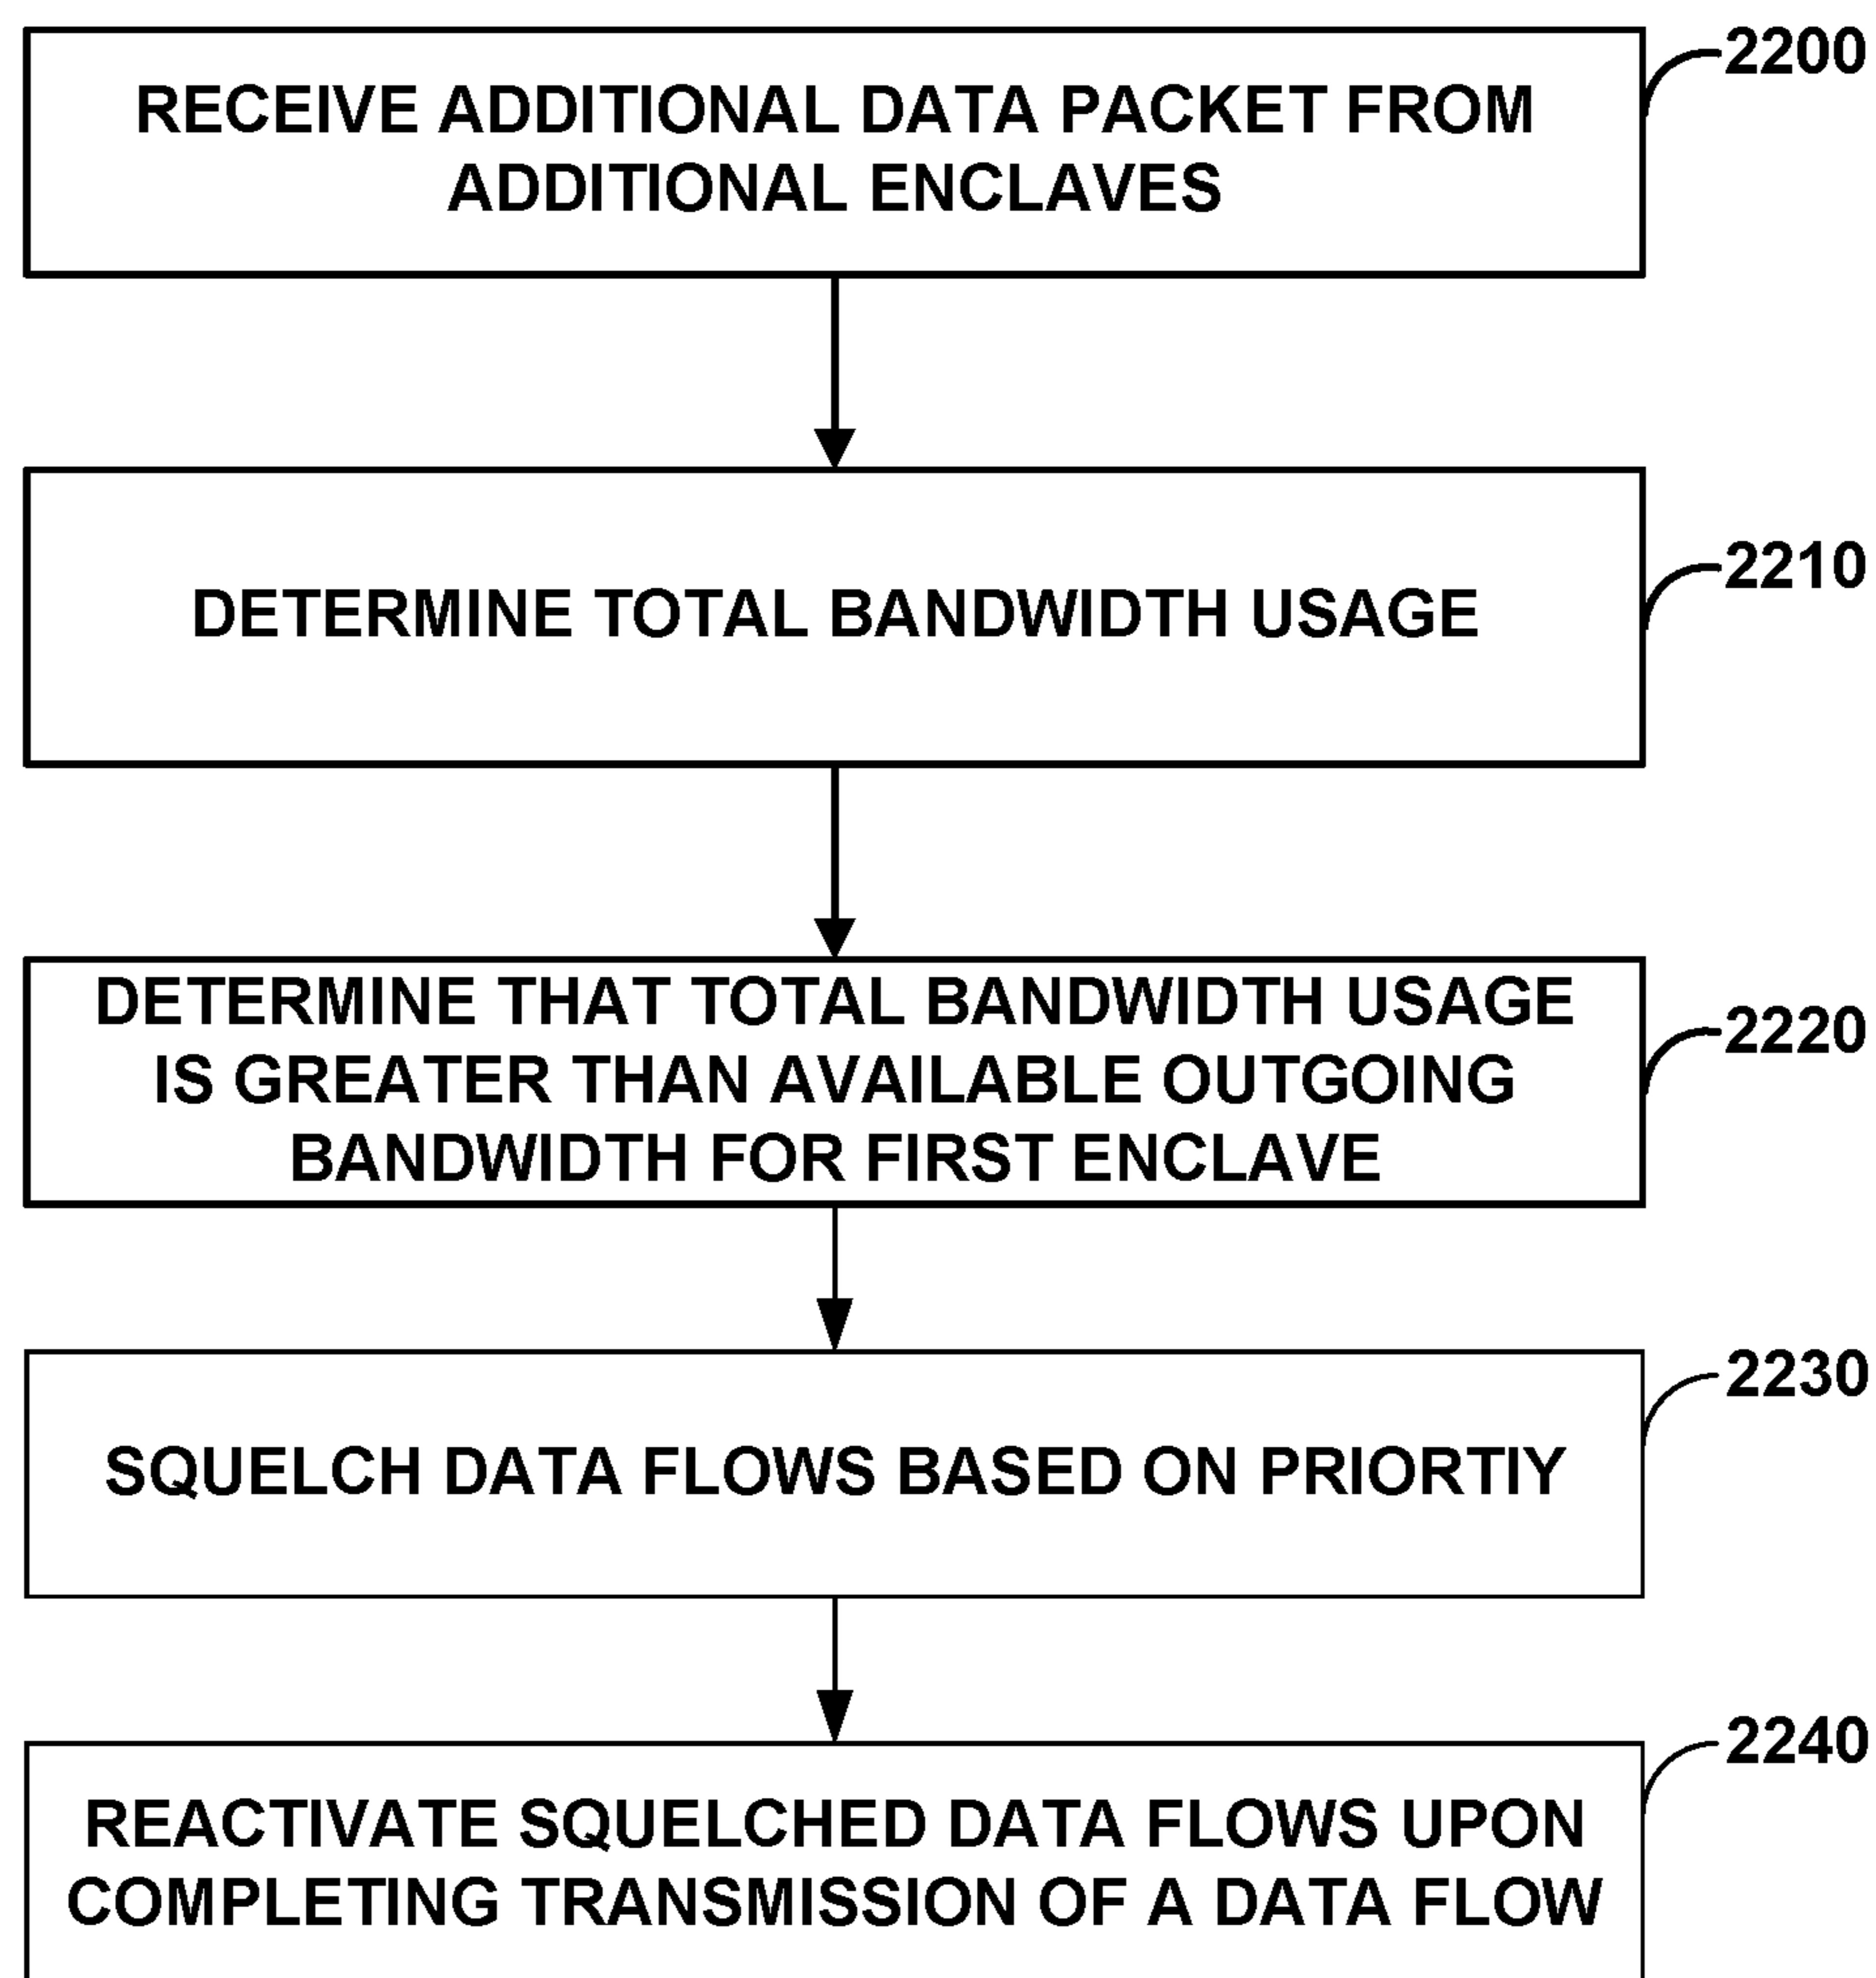 RECEIVE ADDITIONAL DATA PACKET FROM
ADDITIONAL ENCLAVES
2200
DETERMINE TOTAL BANDWIDTH USAGE
2210
DETERMINE THAT TOTAL BANDWIDTH USAGE
IS GREATER THAN AVAILABLE OUTGOING
BANDWIDTH FOR FIRST ENCLAVE
2220
SQUELCH DATA FLOWS BASED ON PRIORTIY
2230
REACTIVATE SQUELCHED DATA FLOWS UPON
COMPLETING TRANSMISSION OF A DATA FLOW
2240